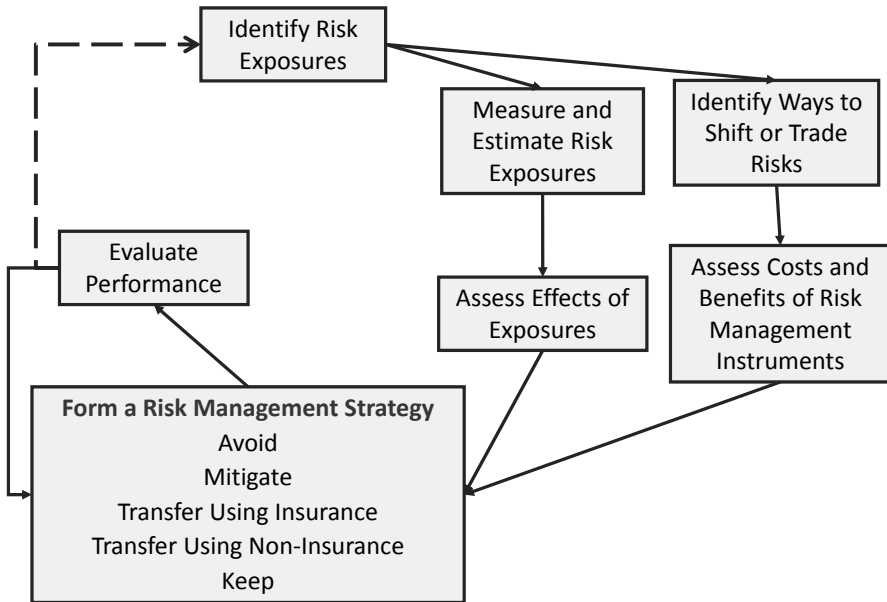 Identify Risk
Exposures
Measure and
Estimate Risk
Exposures
Identify Ways to
Shift or Trade
Risks
Evaluate
Performance
Assess Effects of
Exposures
Assess Costs and
Benefits of Risk
Management
Instruments
Form a Risk Management Strategy
Avoid
Mitigate
Transfer Using Insurance
Transfer Using Non-Insurance
Keep